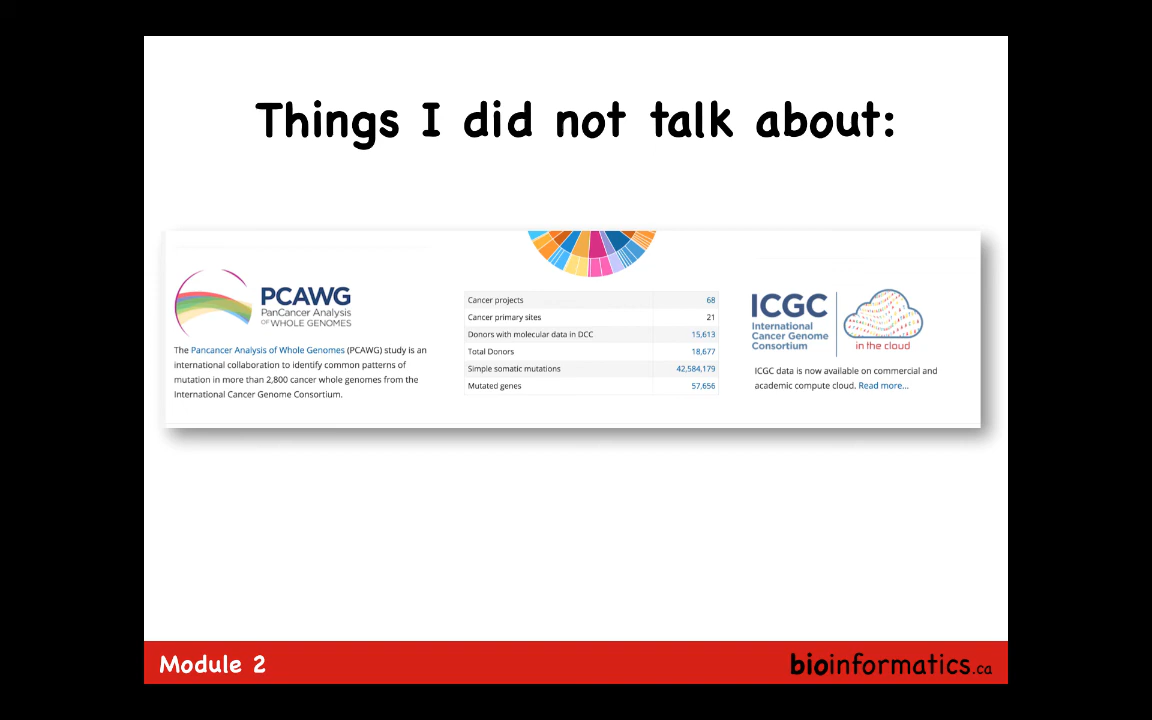 Things I did not talk about:
PCAWG
PanCancer Analysis
OF WHOLE GENOMES
The Pancancer Analysis of Whole Genomes (PCAWG) study is an
international collaboration to identify common patterns of
mutation in more than 2,800 cancer whole genomes from the
International Cancer Genome Consortium.
Cancer projects 68
Cancer primary sites 21
Donors with molecular data in DCC 15,613
Total Donors 18,677
Simple somatic mutations 42,584,179
Mutated genes 57,656
ICGC
International
Cancer Genome
Consortium
in the cloud
ICGC data is now available on commercial and
academic compute cloud. Read more...
Module 2
bioinformatics.ca